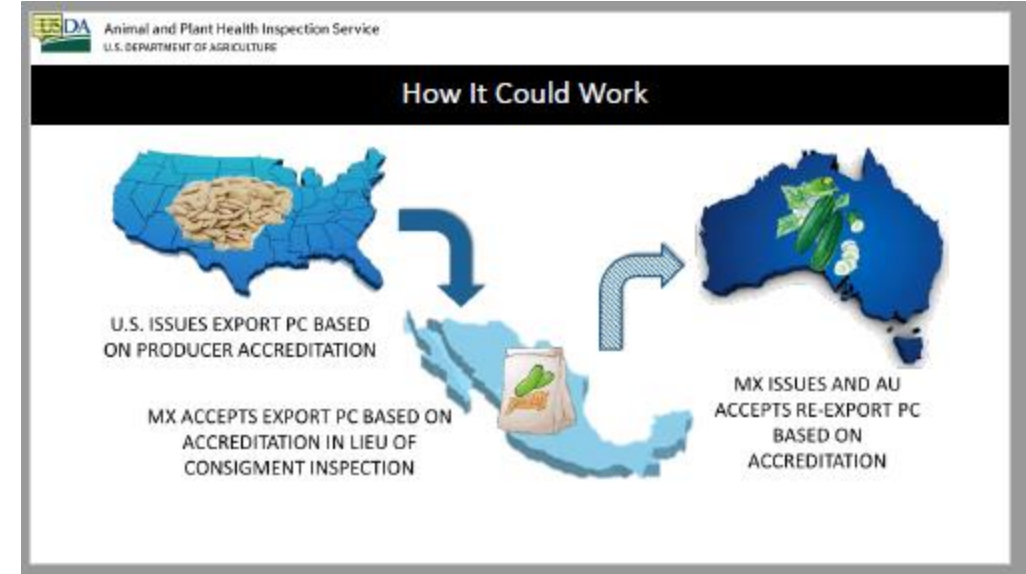 USDA
Animal and Plant Health Inspection Service
U.S. DEPARTMENT OF AGRICULTURE
How It Could Work
U.S. ISSUES EXPORT PC BASED
ON PRODUCER ACCREDITATION
MX ACCEPTS EXPORT PC BASED ON
ACCREDITATION IN LIEU OF
CONSIGMENT INSPECTION
MX ISSUES AND AU
ACCEPTS RE-EXPORT PC
BASED ON
ACCREDITATION